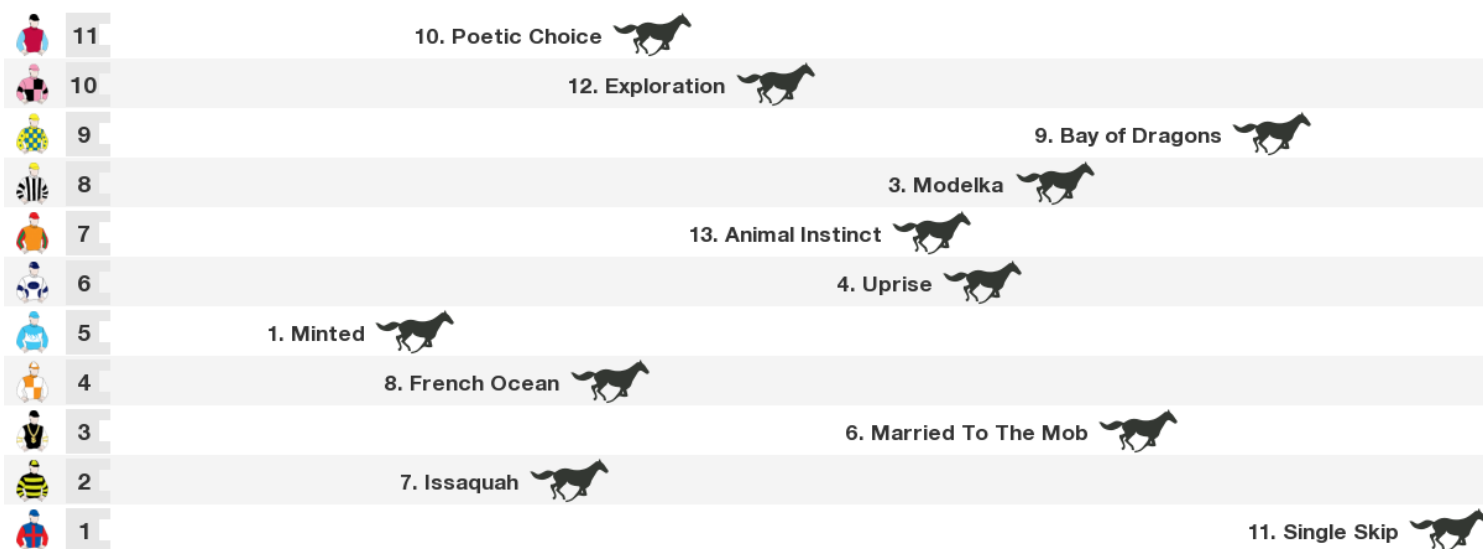 11 10. Poetic Choice
10 12. Exploration
9 9. Bay of Dragons
8 3. Modelka
7 13. Animal Instinct
6 4. Uprise
5 1. Minted
4 8. French Ocean
3 6. Married To The Mob
2 7. Issaquah
1 11. Single Skip